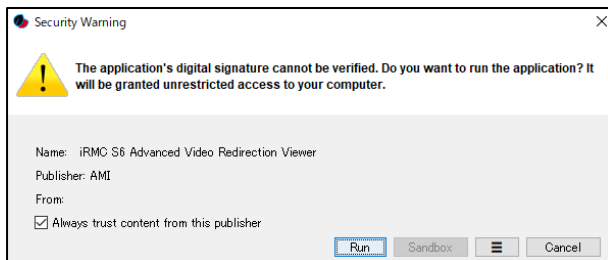 Security Warning
The application's digital signature cannot be verified. Do you want to run the application? It
will be granted unrestricted access to your computer.
Name: iRMC S6 Advanced Video Redirection Viewer
Publisher: AMI
From:
Always trust content from this publisher
Run Sandbox Cancel